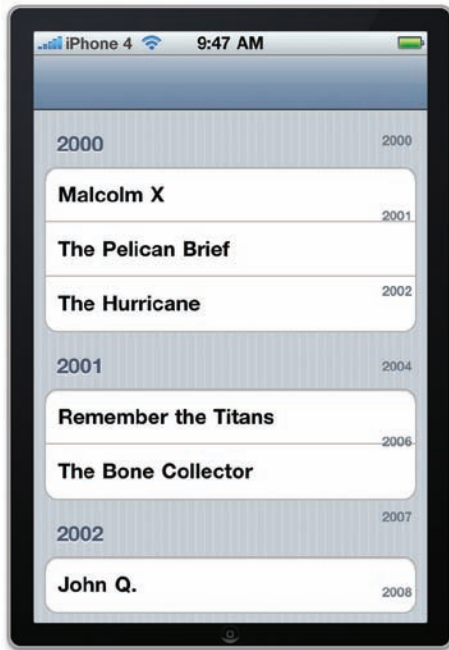 iPhone 4 9:47 AM
2000 2000
Malcolm X
2001
The Pelican Brief
The Hurricane 2002
2001 2004
Remember the Titans
2006
The Bone Collector
2007
2002
John Q. 2008